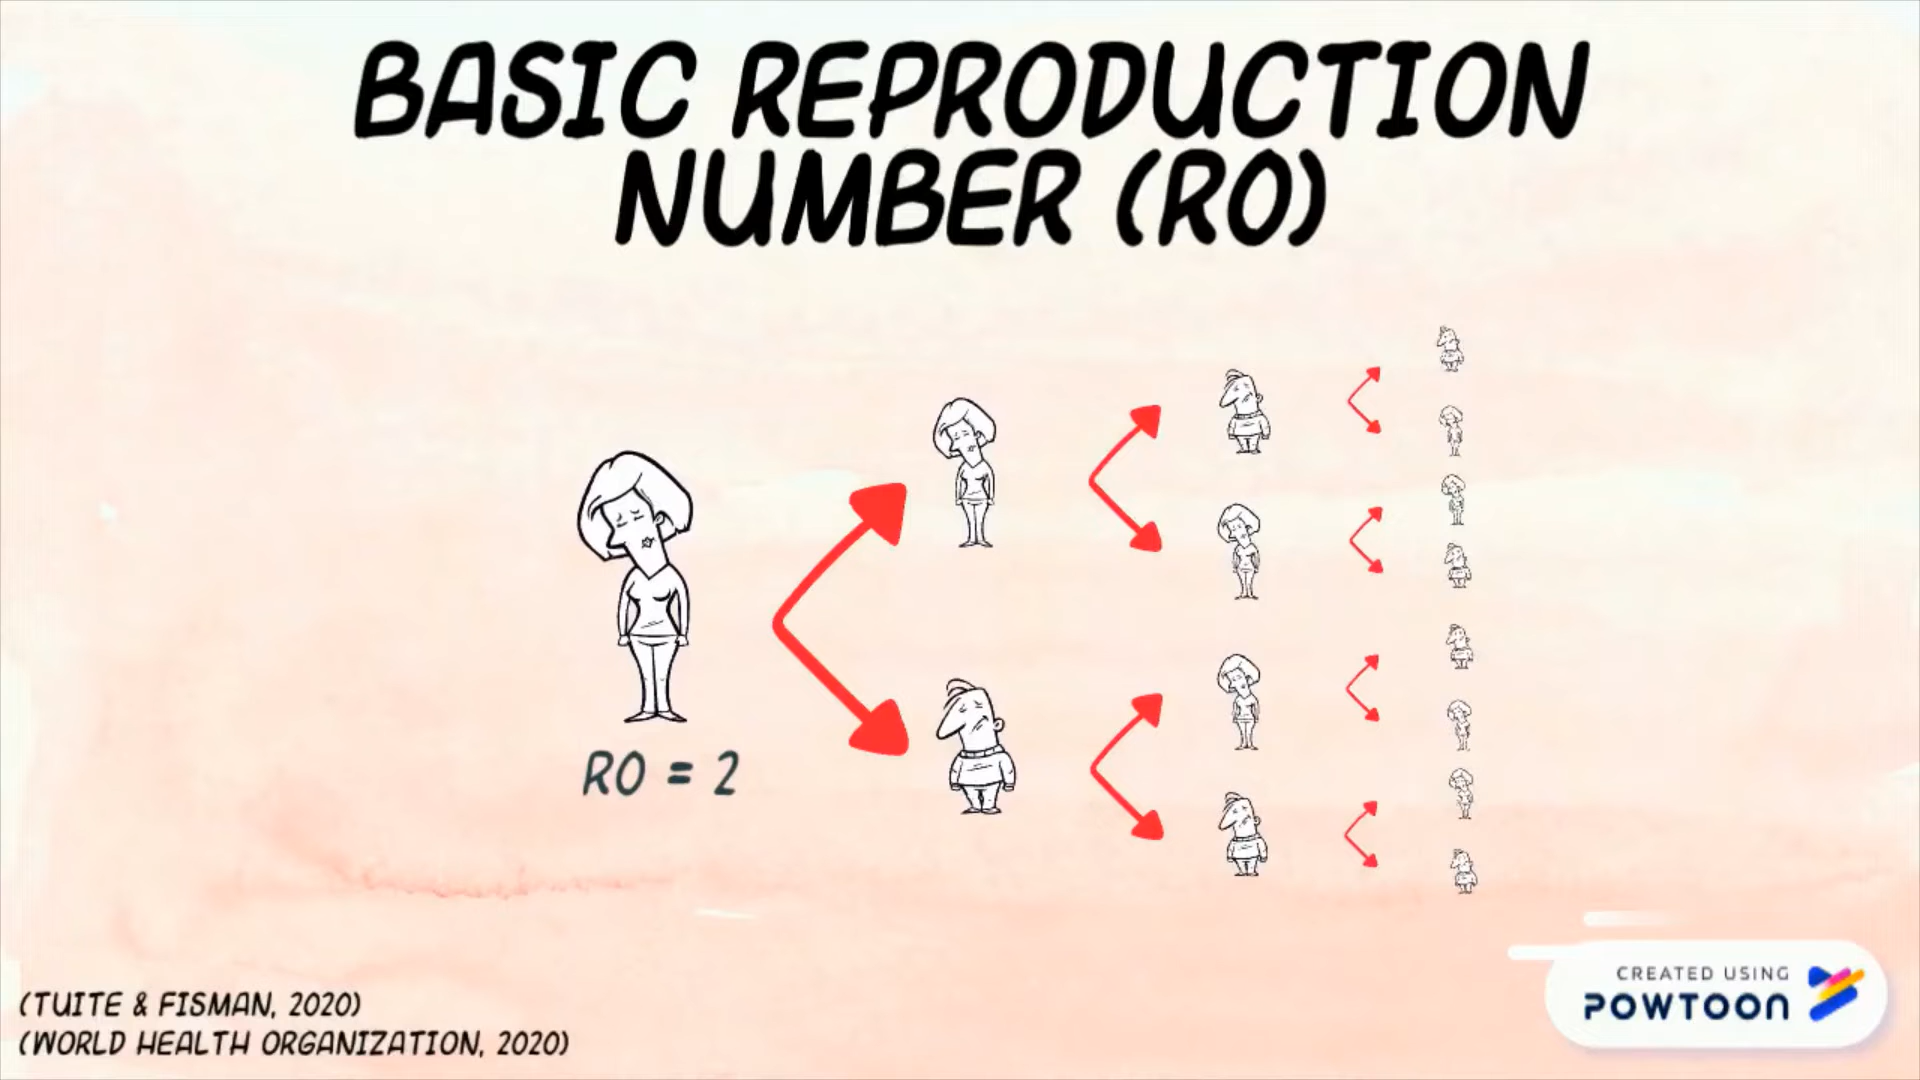 BASIC REPRODUCTION
NUMBER (RO)
RO = 2
(TUITE & FISMAN, 2020)
(WORLD HEALTH ORGANIZATION, 2020)
CREATED USING
POWTOON